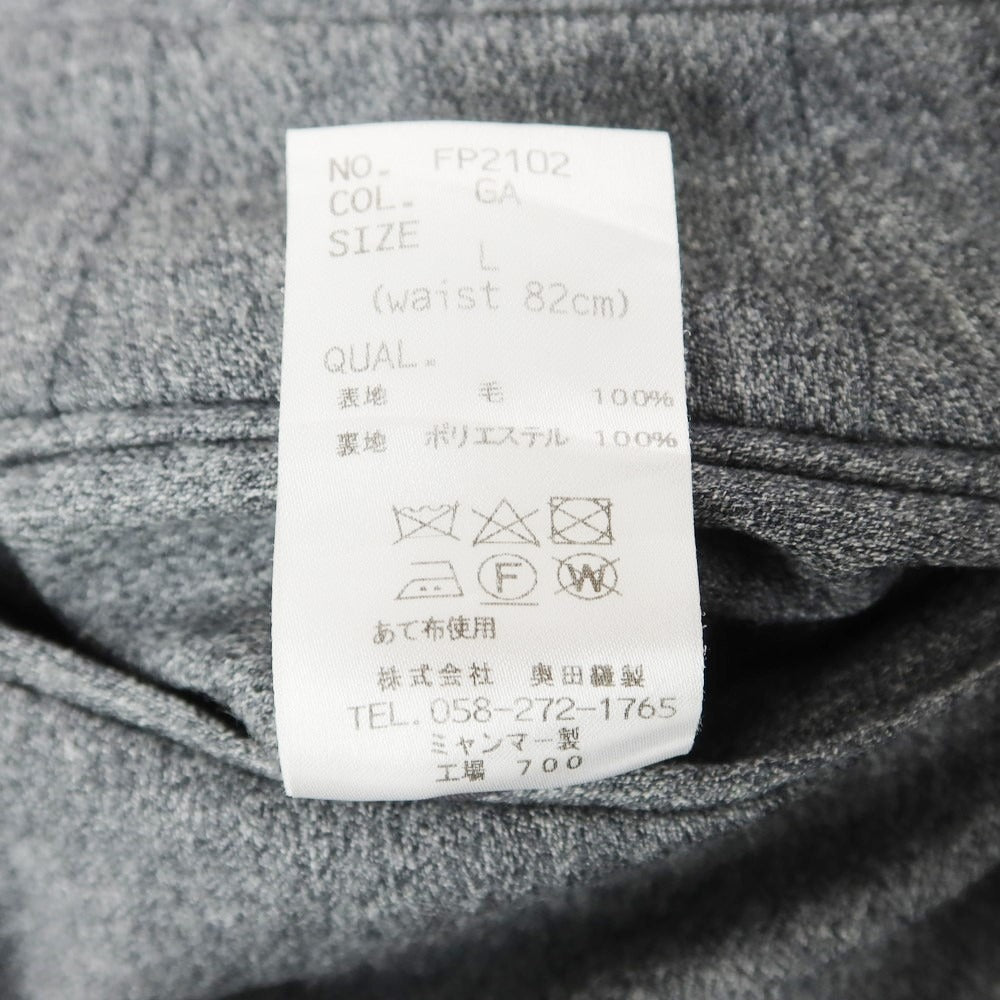 NO. FP2102
COL. GA
SIZE
L
(waist 82cm)
QUAL.
表地 毛 100%
裏地 ポリエステル 100%
F W
あて布使用
株式会社 奥田縫製
TEL.058-272-1765
ミャンマー製
工場 700